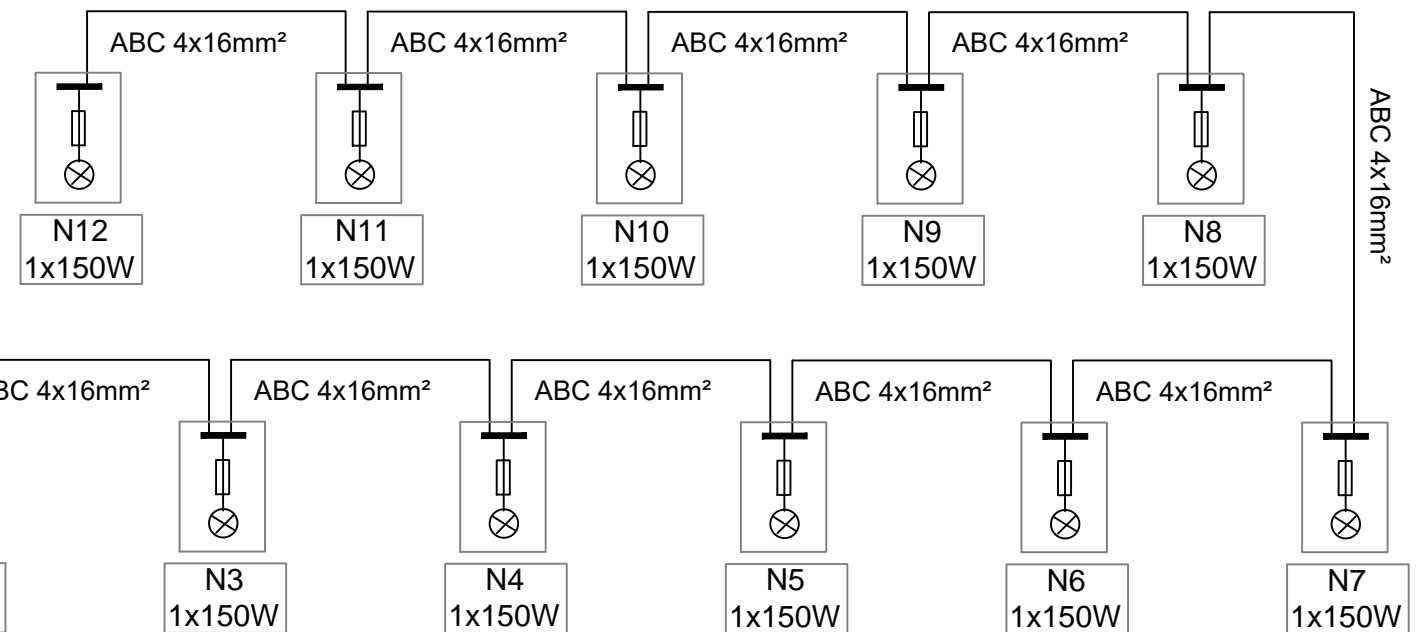 ABC 4x16mm²
ABC 4x16mm²
ABC 4x16mm²
ABC 4x16mm²
ABC 4x16mm²
N12
1x150W
N11
1x150W
N10
1x150W
N9
1x150W
N8
1x150W
BC 4x16mm²
ABC 4x16mm²
ABC 4x16mm²
ABC 4x16mm²
ABC 4x16mm²
N3
1x150W
N4
1x150W
N5
1x150W
N6
1x150W
N7
1x150W